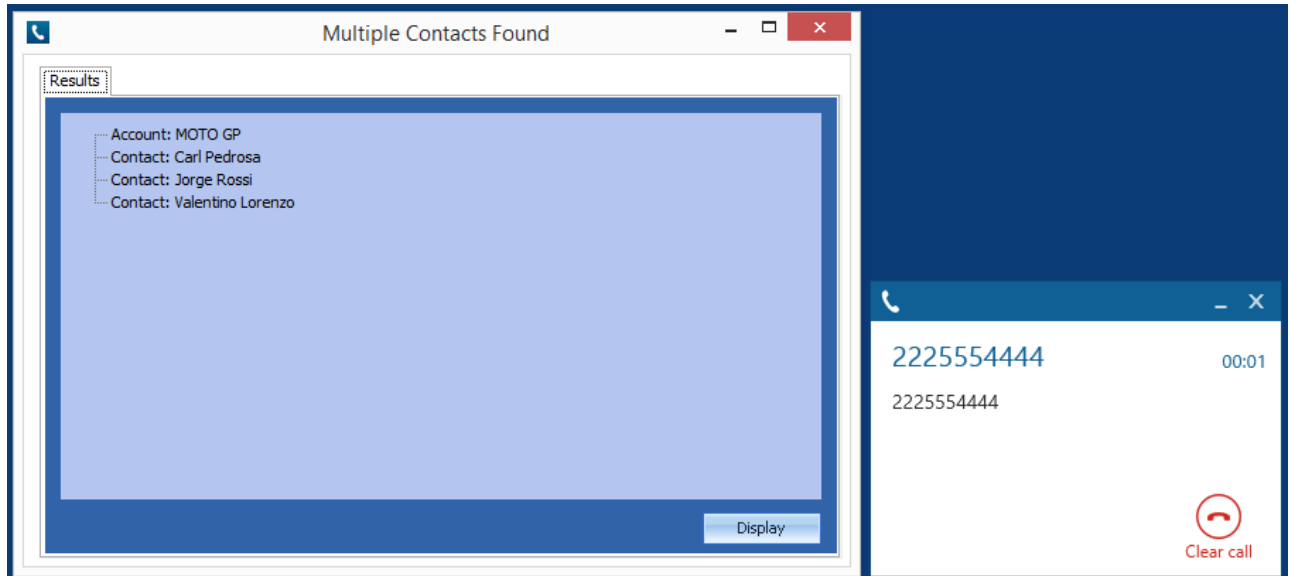 Multiple Contacts Found
Results
Account: MOTO GP
Contact: Carl Pedrosa
Contact: Jorge Rossi
Contact: Valentino Lorenzo
Display
2225554444 00:01
2225554444
Clear call